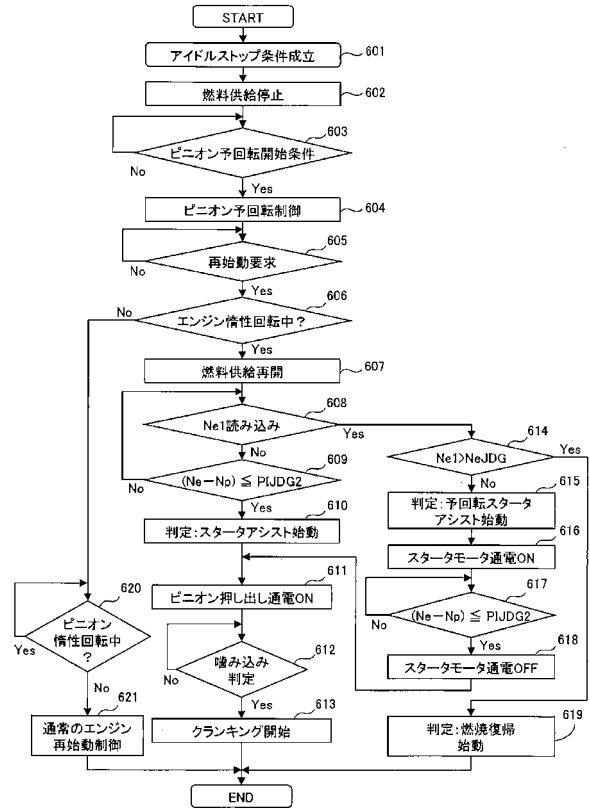 START
アイドルストップ条件成立
601
燃料供給停止
602
603
ピニオン予回転開始条件
No
Yes
ピニオン予回転制御
604
605
再始動要求
No
Yes
606
No
エンジン惰性回転中？
Yes
燃料供給再開
607
608
Ne1読み込み
Yes
No
609
(Ne－Np) ≦ PIJDG2
Yes
610
判定：スタータアシスト始動
614
Ne1>NeJDG
Yes
No
615
判定：予回転スタータ
アシスト始動
616
スタータモータ通電ON
617
(Ne－Np) ≦ PIJDG2
No
Yes
618
スタータモータ通電OFF
611
ピニオン押し出し通電ON
612
噛み込み
判定
No
Yes
613
クランキング開始
620
ピニオン
惰性回転中
？
Yes
No
621
通常のエンジン
再始動制御
判定：燃焼復帰
始動
619
END